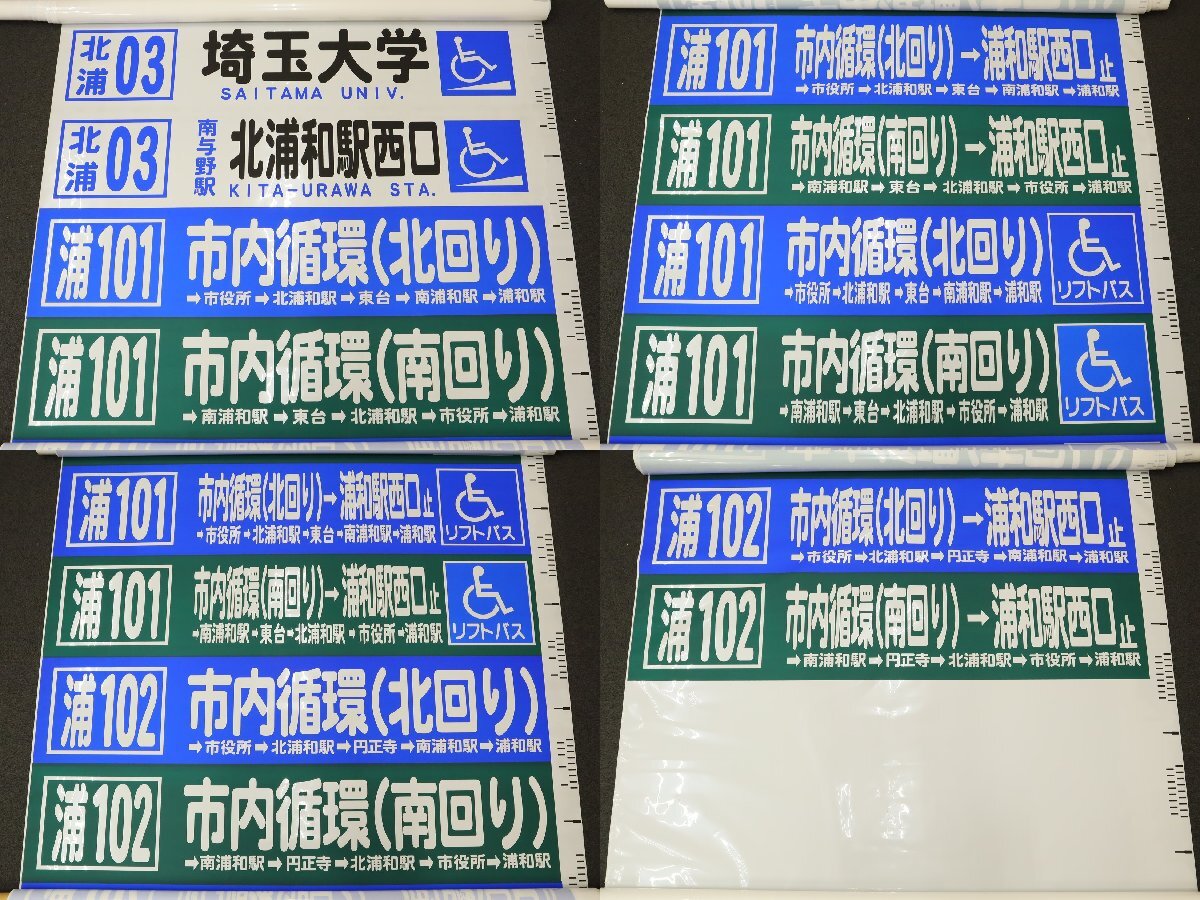 北浦 03 埼玉大学
SAITAMA UNIV.
北浦 03 南与野駅 北浦和駅西口
KITA-URAWA STA.
浦101 市内循環(北回り)
→市役所→北浦和駅→東台→南浦和駅→浦和駅
浦101 市内循環(南回り)
→南浦和駅→東台→北浦和駅→市役所→浦和駅
浦101 市内循環(北回り)→浦和駅西口止
→市役所→北浦和駅→東台→南浦和駅→浦和駅
浦101 市内循環(南回り)→浦和駅西口止
→南浦和駅→東台→北浦和駅→市役所→浦和駅
浦101 市内循環(北回り)
→市役所→北浦和駅→東台→南浦和駅→浦和駅
リフトバス
浦101 市内循環(南回り)
→南浦和駅→東台→北浦和駅→市役所→浦和駅
リフトバス
浦101 市内循環(北回り)→浦和駅西口止
→市役所→北浦和駅→東台→南浦和駅→浦和駅
リフトバス
浦101 市内循環(南回り)→浦和駅西口止
→南浦和駅→東台→北浦和駅→市役所→浦和駅
リフトバス
浦102 市内循環(北回り)
→市役所→北浦和駅→円正寺→南浦和駅→浦和駅
浦102 市内循環(南回り)
→南浦和駅→円正寺→北浦和駅→市役所→浦和駅
浦102 市内循環(北回り)→浦和駅西口止
→市役所→北浦和駅→円正寺→南浦和駅→浦和駅
浦102 市内循環(南回り)→浦和駅西口止
→南浦和駅→円正寺→北浦和駅→市役所→浦和駅